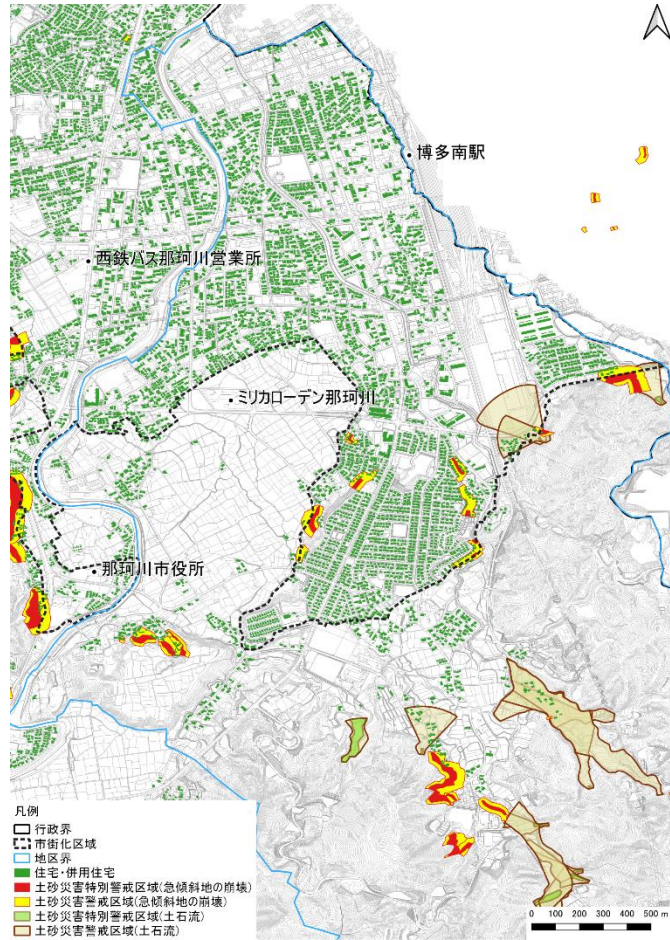 博多南駅
西鉄バス那珂川営業所
ミリカローデン那珂川
那珂川市役所
凡例
行政界
市街化区域
地区界
住宅・併用住宅
土砂災害特別警戒区域(急傾斜地の崩壊)
土砂災害警戒区域(急傾斜地の崩壊)
土砂災害特別警戒区域(土石流)
土砂災害警戒区域(土石流)
0 100 200 300 400 500 m